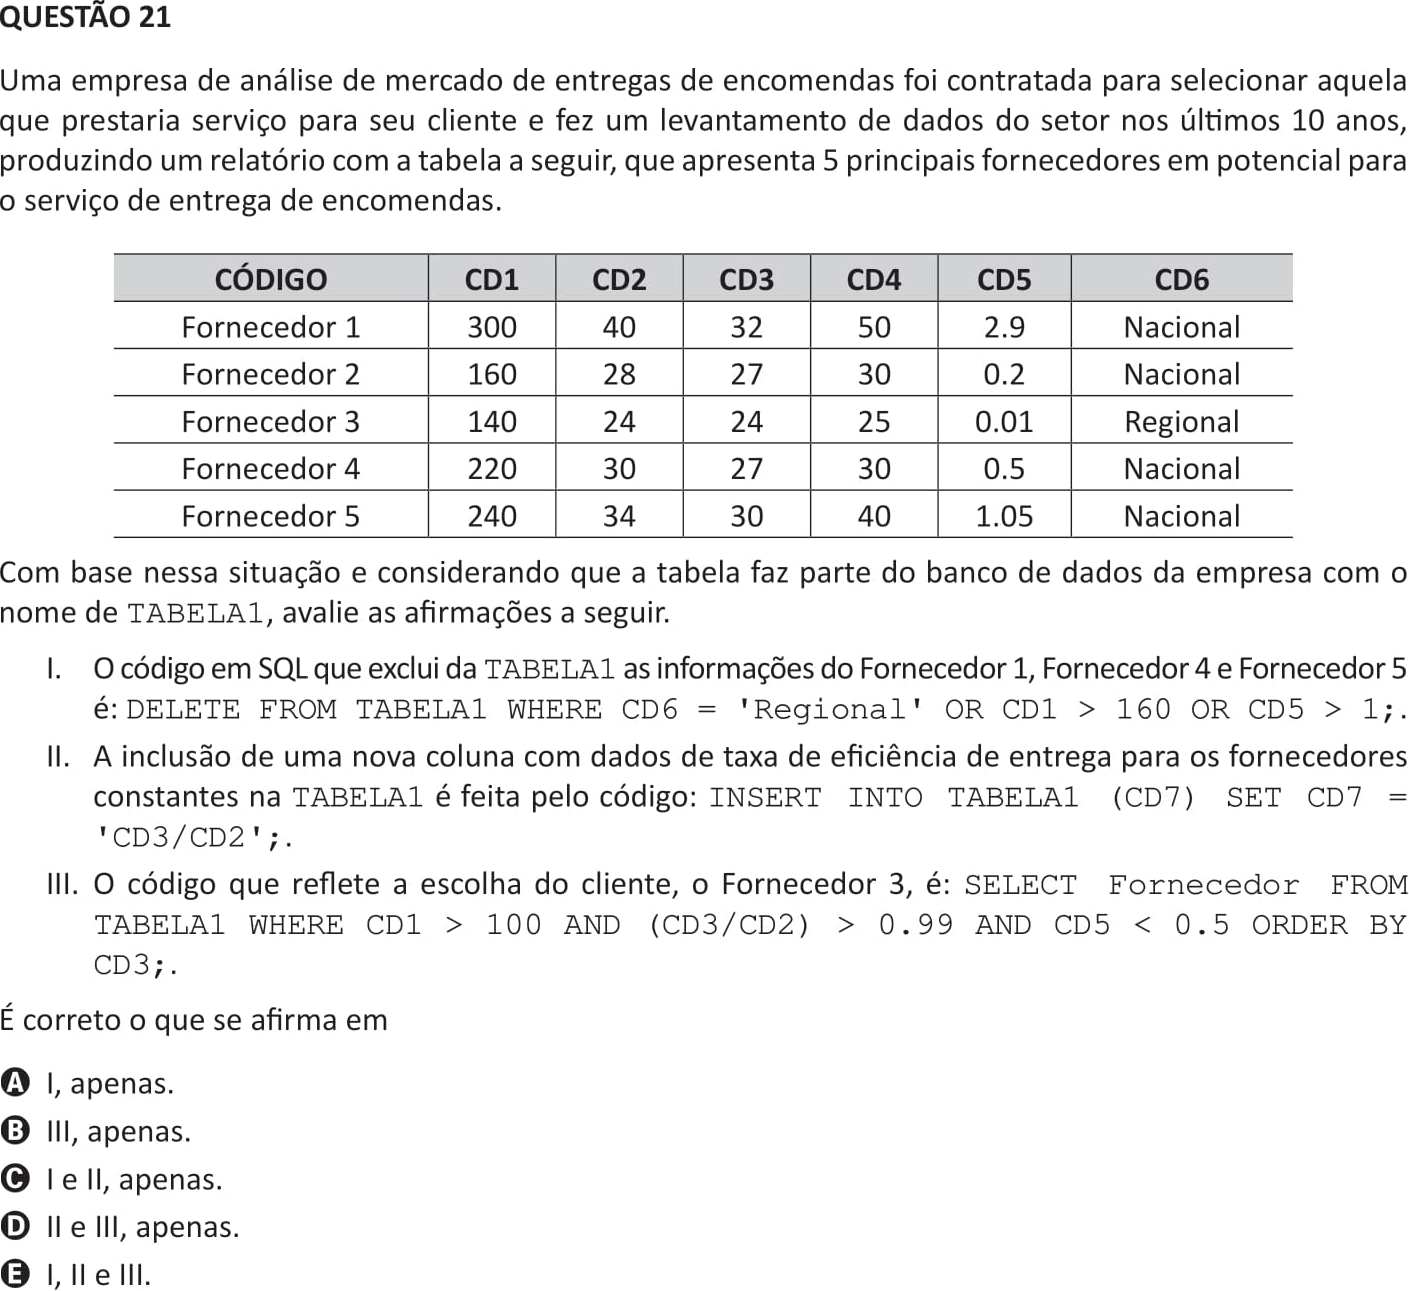 QUESTÃO 21
Uma empresa de análise de mercado de entregas de encomendas foi contratada para selecionar aquela
que prestaria serviço para seu cliente e fez um levantamento de dados do setor nos últimos 10 anos,
produzindo um relatório com a tabela a seguir, que apresenta 5 principais fornecedores em potencial para
o serviço de entrega de encomendas.
CÓDIGO CD1 CD2 CD3 CD4 CD5 CD6
Fornecedor 1 300 40 32 50 2.9 Nacional
Fornecedor 2 160 28 27 30 0.2 Nacional
Fornecedor 3 140 24 24 25 0.01 Regional
Fornecedor 4 220 30 27 30 0.5 Nacional
Fornecedor 5 240 34 30 40 1.05 Nacional
Com base nessa situação e considerando que a tabela faz parte do banco de dados da empresa com o
nome de TABELA1, avalie as afirmações a seguir.
I. O código em SQL que exclui da TABELA1 as informações do Fornecedor 1, Fornecedor 4 e Fornecedor 5
é: DELETE FROM TABELA1 WHERE CD6 = 'Regional' OR CD1 > 160 OR CD5 > 1;.
II. A inclusão de uma nova coluna com dados de taxa de eficiência de entrega para os fornecedores
constantes na TABELA1 é feita pelo código: INSERT INTO TABELA1 (CD7) SET CD7 =
'CD3/CD2';.
III. O código que reflete a escolha do cliente, o Fornecedor 3, é: SELECT Fornecedor FROM
TABELA1 WHERE CD1 > 100 AND (CD3/CD2) > 0.99 AND CD5 < 0.5 ORDER BY
CD3;.
É correto o que se afirma em
A I, apenas.
B III, apenas.
C I e II, apenas.
D II e III, apenas.
E I, II e III.